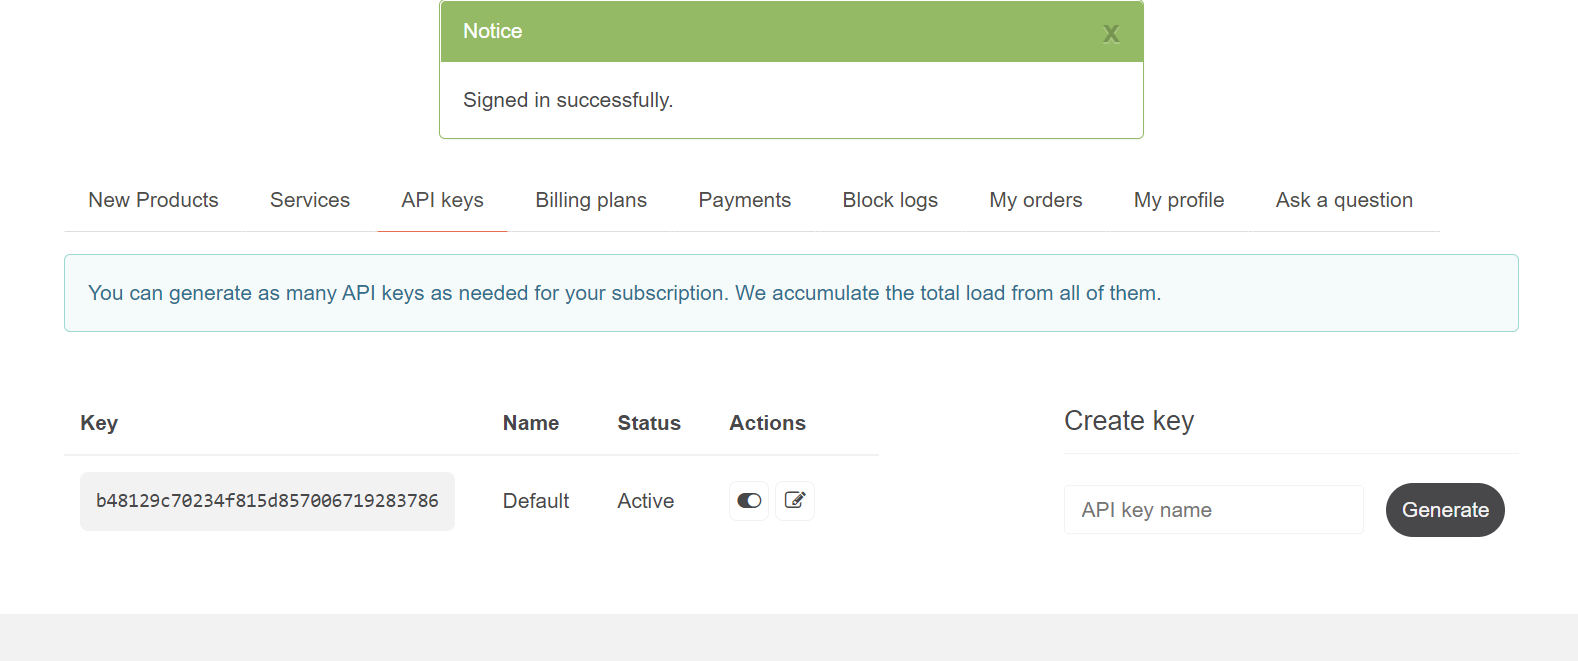 Notice
x
Signed in successfully.
New Products Services API keys Billing plans Payments Block logs My orders My profile Ask a question
You can generate as many API keys as needed for your subscription. We accumulate the total load from all of them.
Key Name Status Actions
b48129c70234f815d857006719283786 Default Active
Create key
API key name Generate